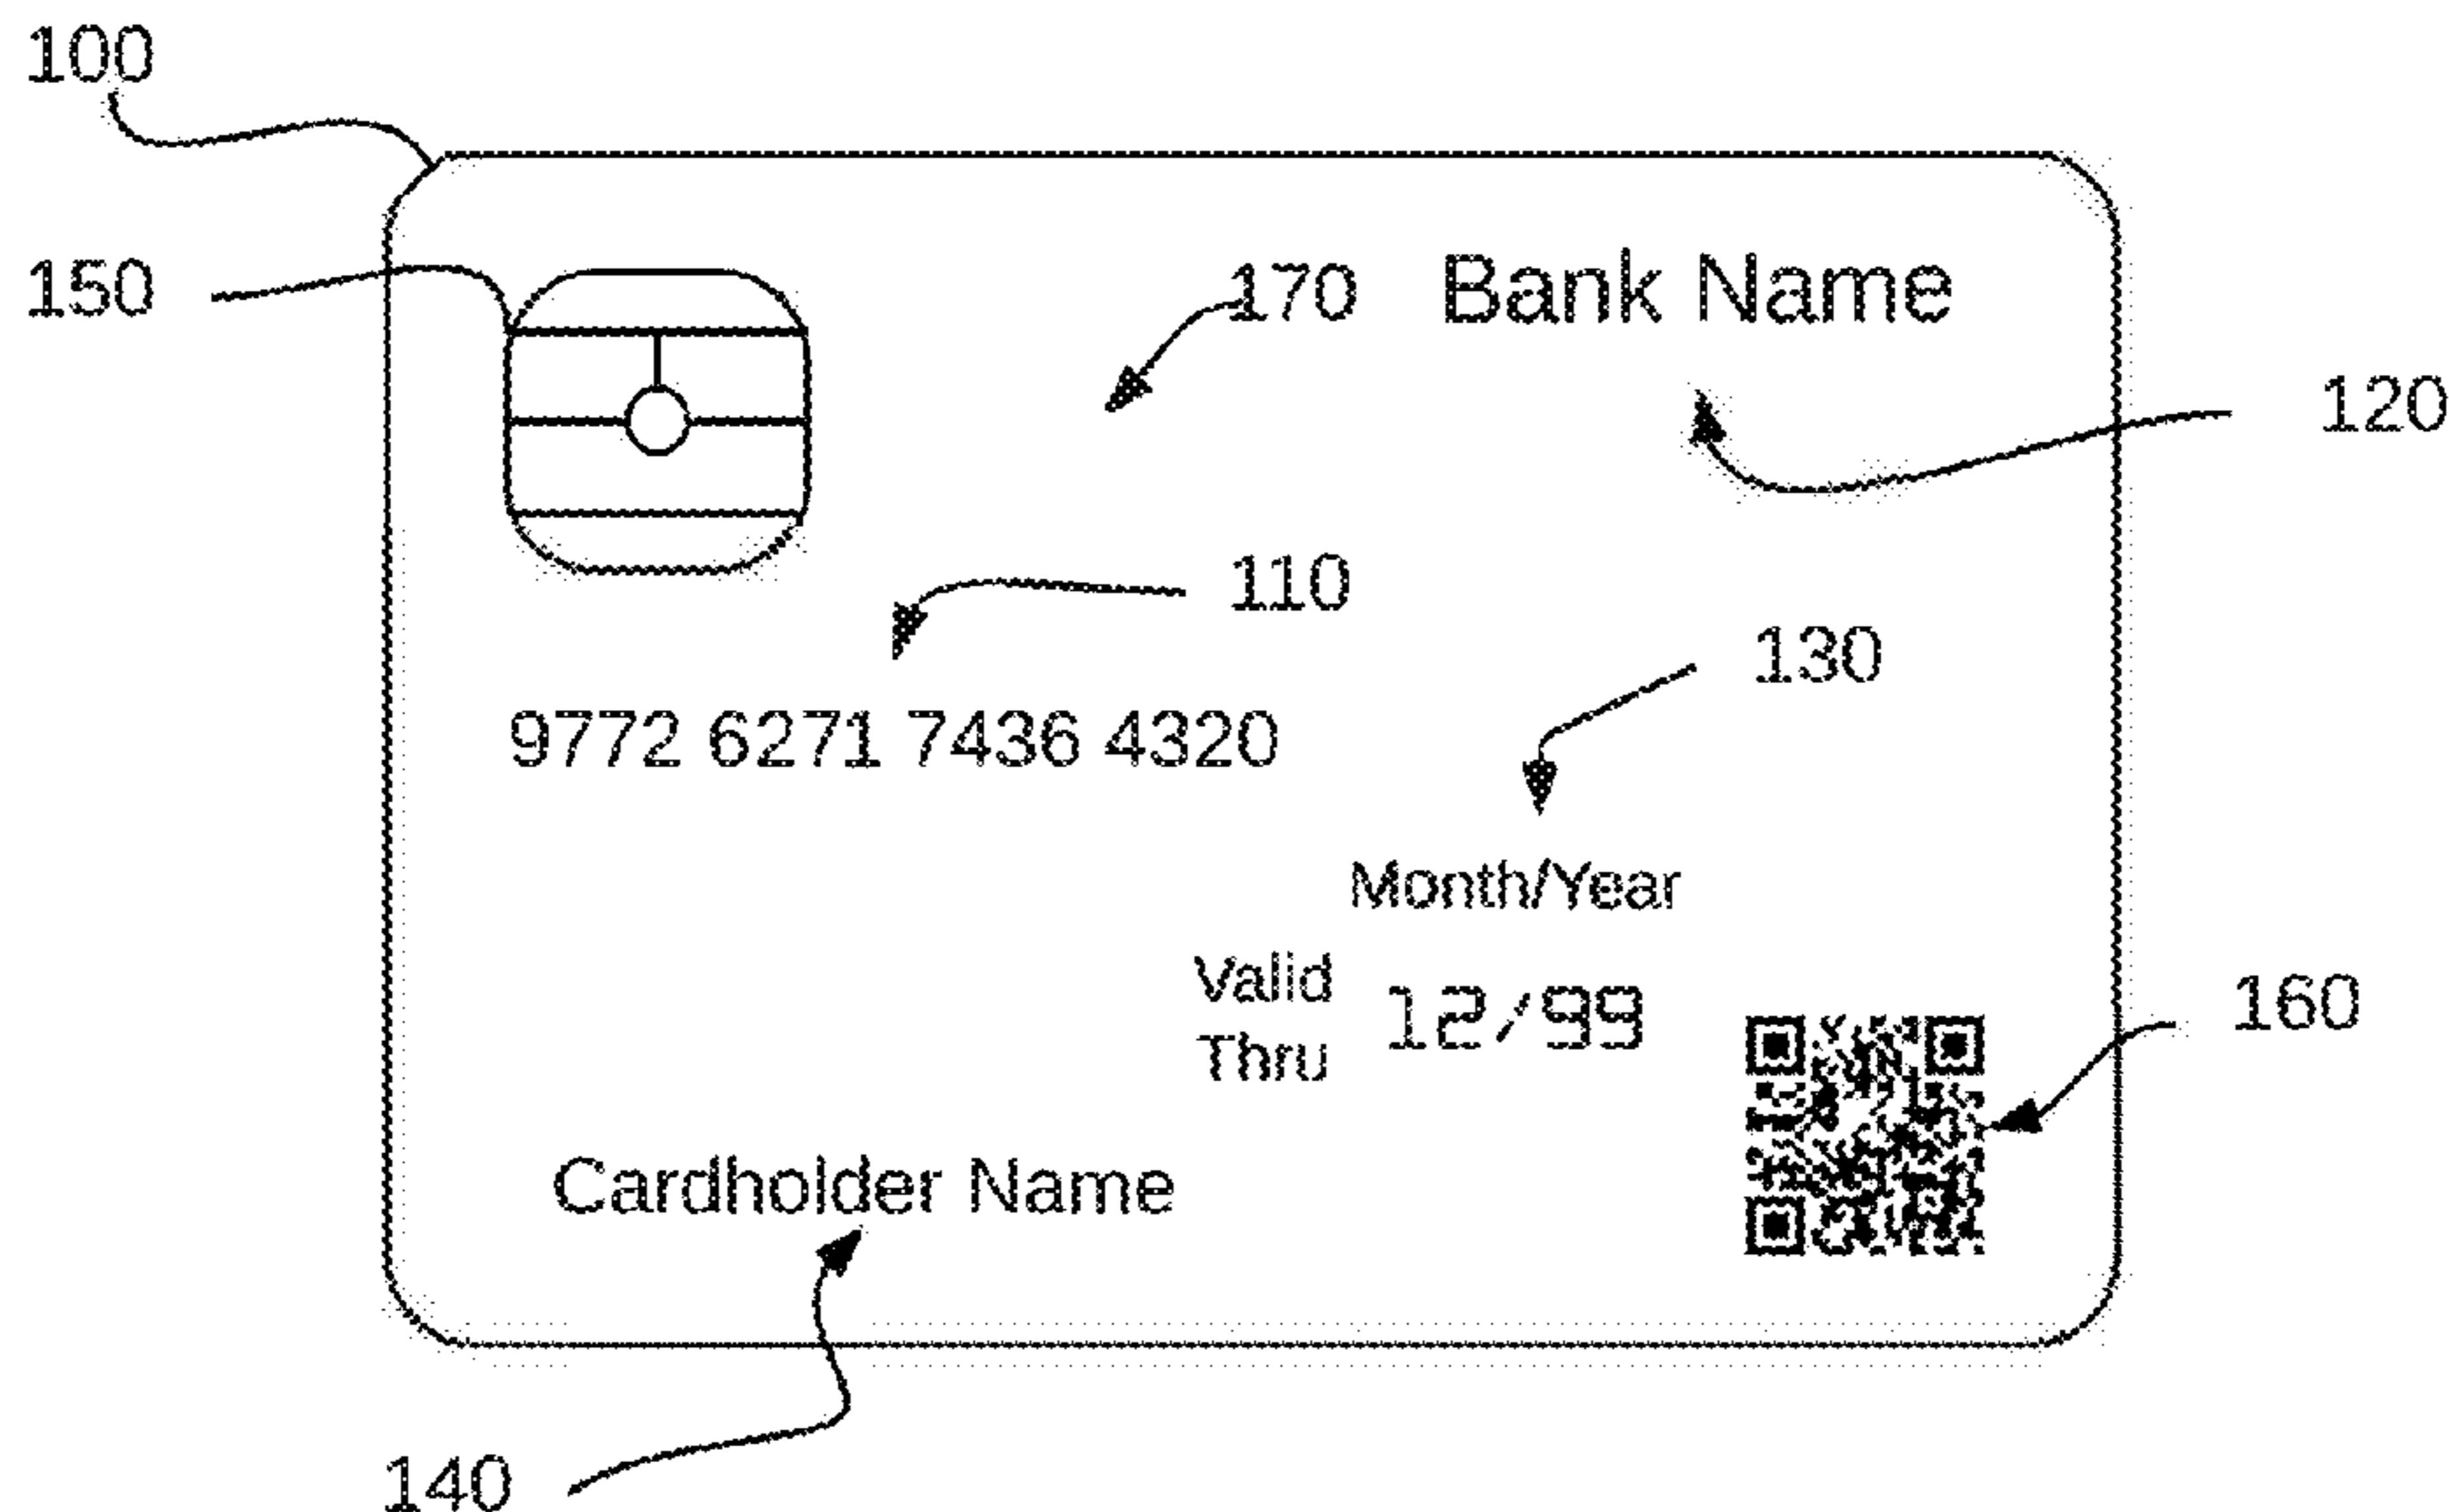 100
150
170 Bank Name
120
110
130
9772 6271 7436 4320
Month/Year
Valid
Thru
12/99
160
Cardholder Name
140